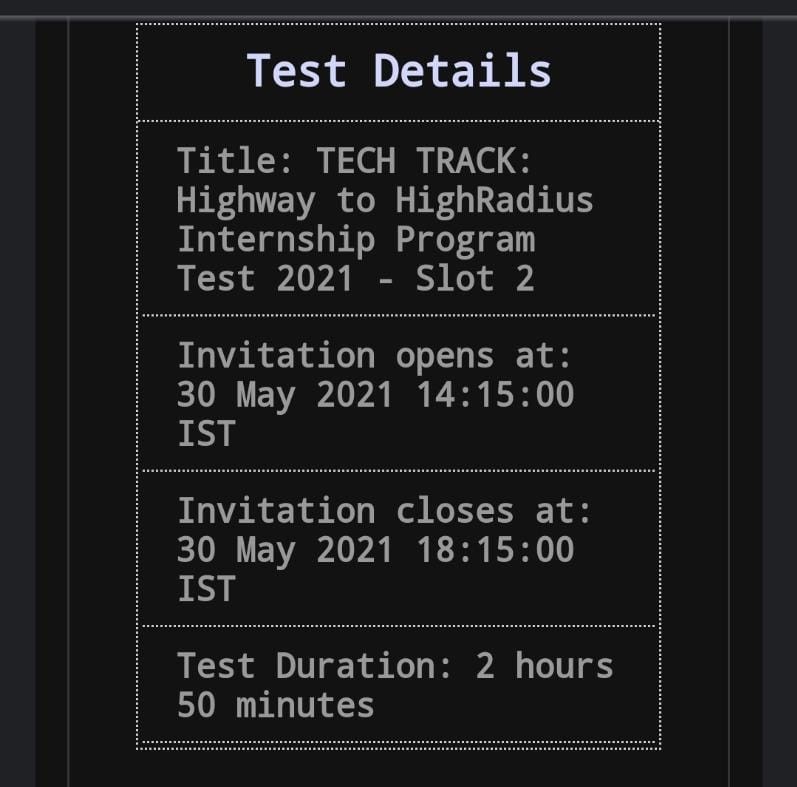 Test Details
Title: TECH TRACK:
Highway to HighRadius
Internship Program
Test 2021 - Slot 2
Invitation opens at:
30 May 2021 14:15:00
IST
Invitation closes at:
30 May 2021 18:15:00
IST
Test Duration: 2 hours
50 minutes